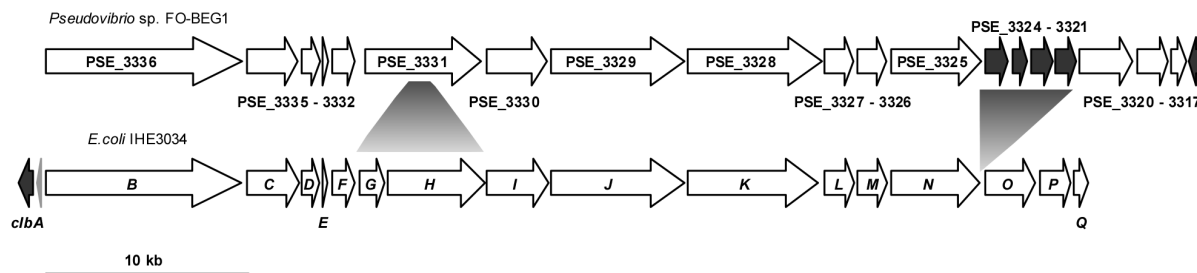 Pseudovibrio sp. FO-BEG1
PSE_3324 - 3321
PSE_3336 PSE_3331 PSE_3329 PSE_3328 PSE_3325
PSE_3335 - 3332 PSE_3330 PSE_3327 - 3326 PSE_3320 - 3317
E.coli IHE3034
B C D F G H I J K L M N O P
clbA E Q
10 kb